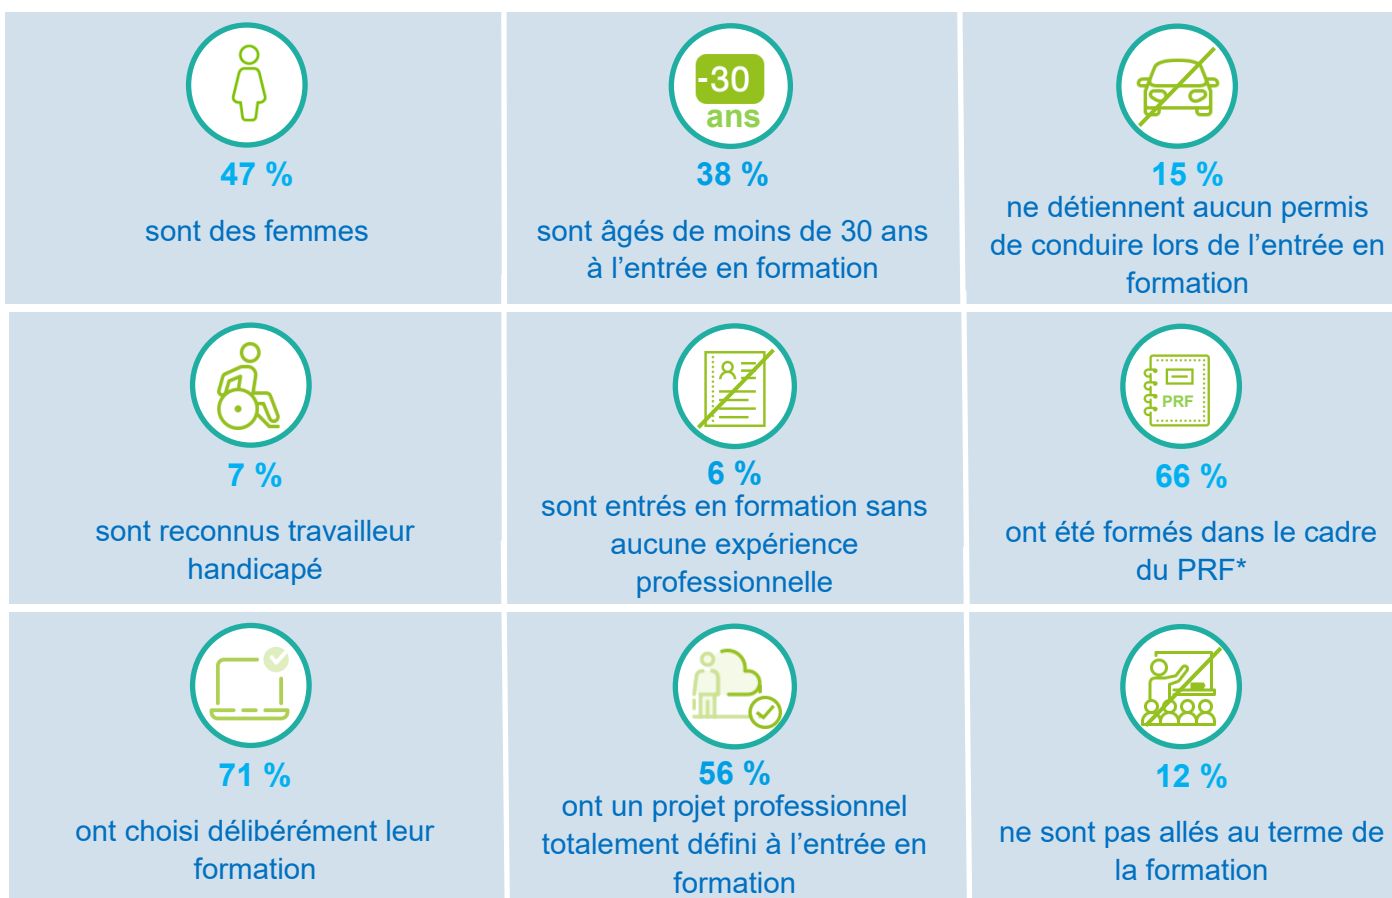 47 %
sont des femmes
-30
ans
38 %
sont âgés de moins de 30 ans
à l’entrée en formation
15 %
ne détiennent aucun permis
de conduire lors de l’entrée en
formation
7 %
sont reconnus travailleur
handicapé
6 %
sont entrés en formation sans
aucune expérience
professionnelle
PRF
66 %
ont été formés dans le cadre
du PRF*
71 %
ont choisi délibérément leur
formation
56 %
ont un projet professionnel
totalement défini à l’entrée en
formation
12 %
ne sont pas allés au terme de
la formation